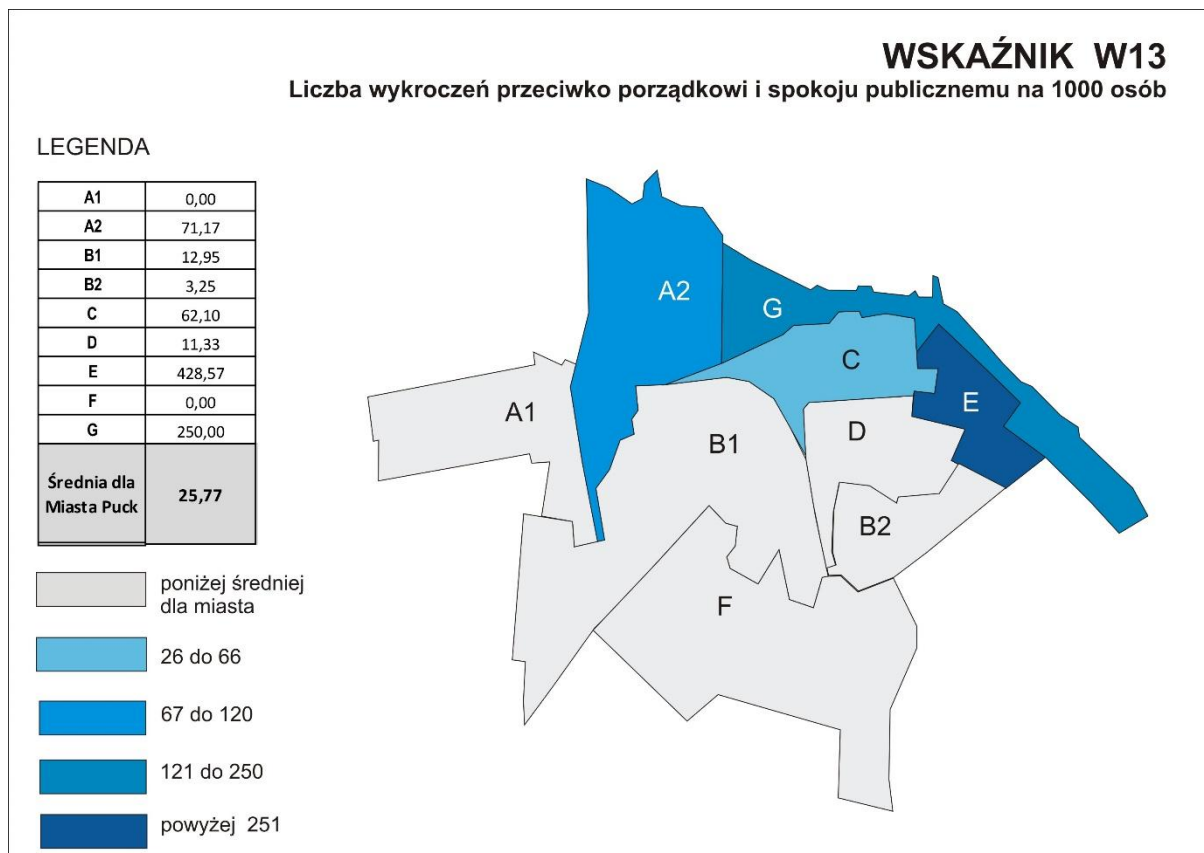 WSKAŹNIK W13
Liczba wykroczeń przeciwko porządkowi i spokoju publicznemu na 1000 osób
LEGENDA
A1 0,00
A2 71,17
B1 12,95
B2 3,25
C 62,10
D 11,33
E 428,57
F 0,00
G 250,00
Średnia dla
Miasta Puck 25,77
poniżej średniej
dla miasta
26 do 66
67 do 120
121 do 250
powyżej 251
A2
G
C
A1
E
B1
D
B2
F